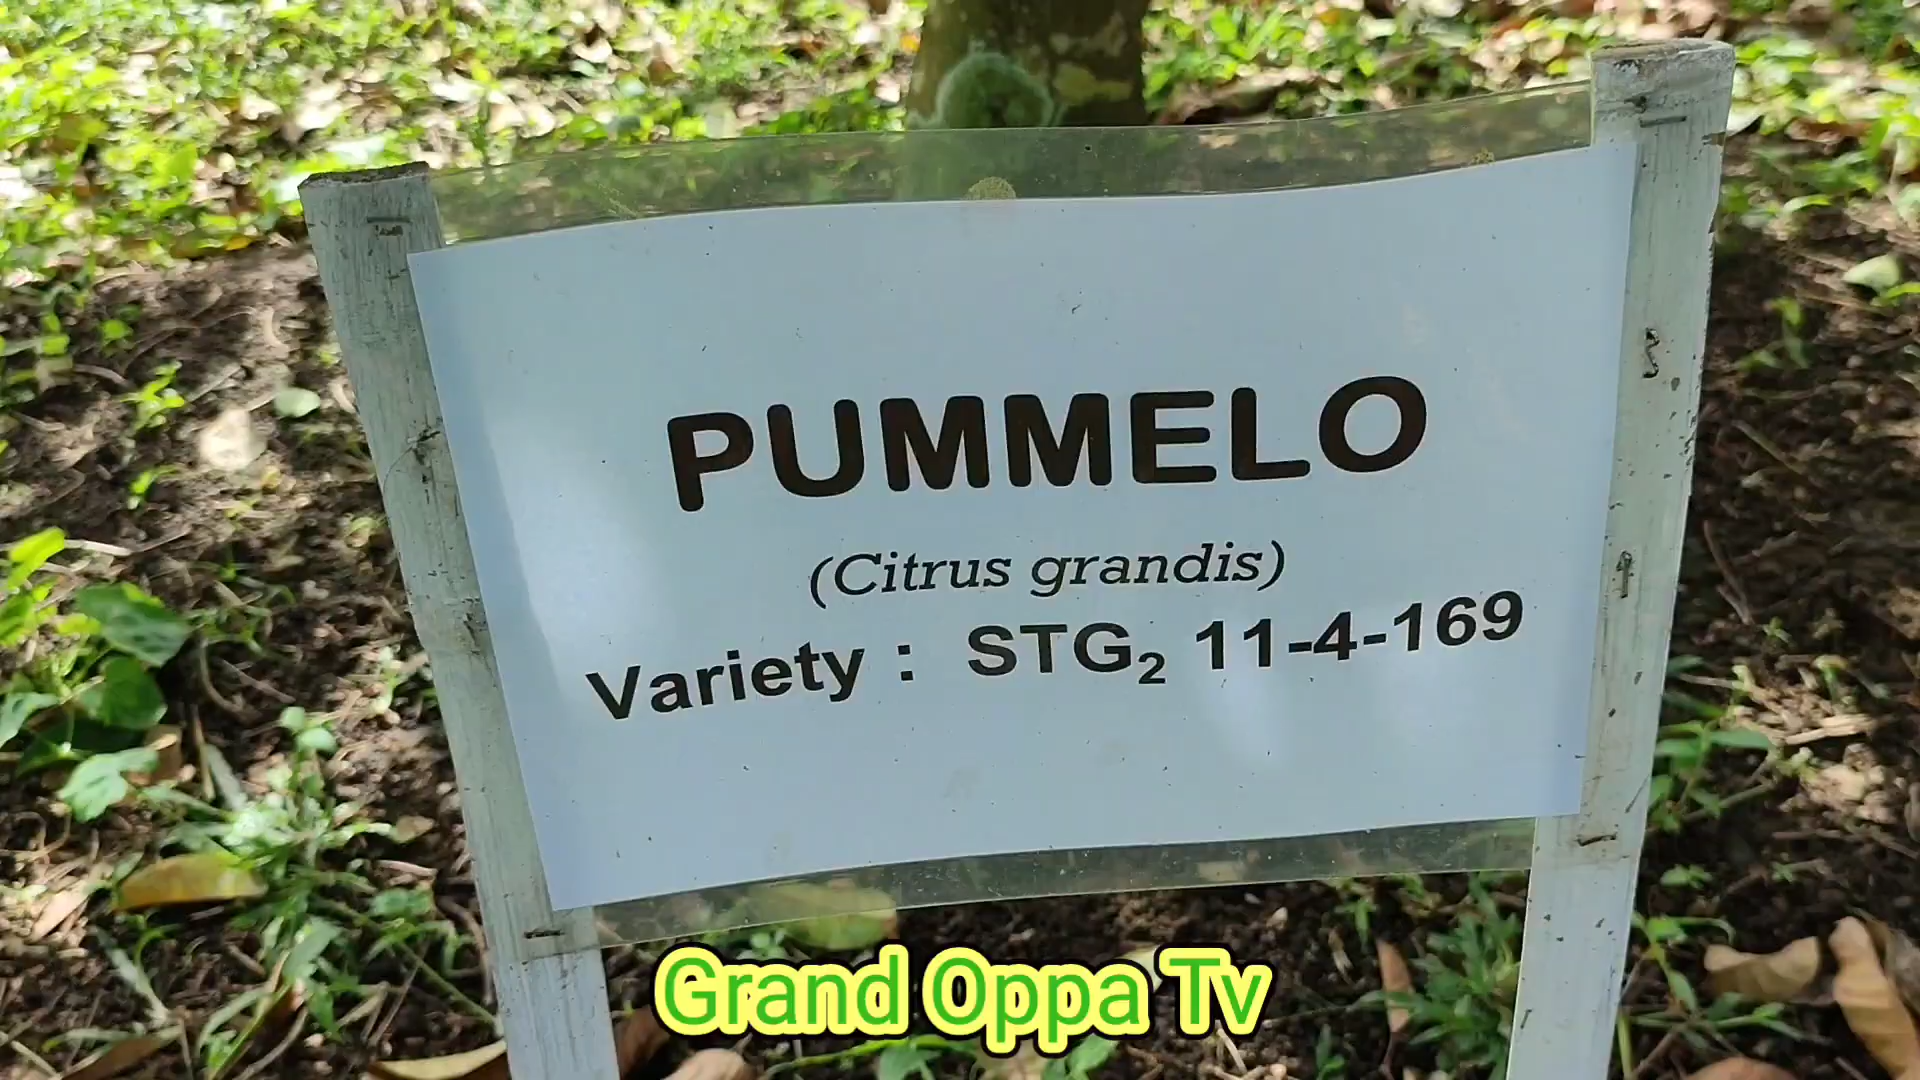 PUMMELO
(Citrus grandis)
Variety : STG₂ 11-4-169
Grand Oppa Tv